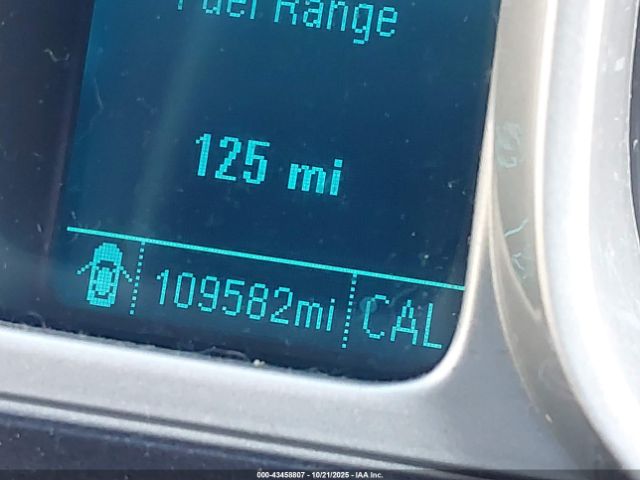 Fuel Range
125 mi
109582mi CAL
000-43458807 - 10/21/2025 - IAA Inc.